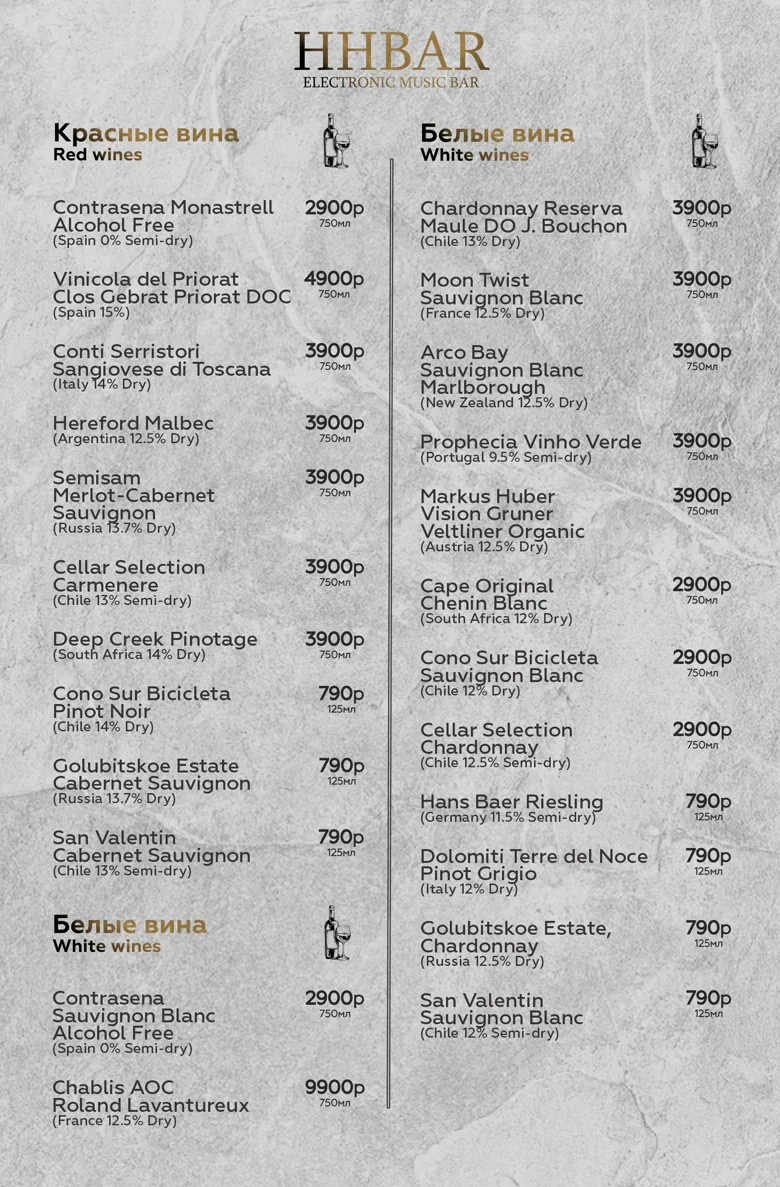 HHBAR
ELECTRONIC MUSIC BAR
Красные вина
Red wines
Contrasena Monastrell 2900р
Alcohol Free 750мл
(Spain 0% Semi-dry)
Vinicola del Priorat 4900р
Clos Gebrat Priorat DOC 750мл
(Spain 15%)
Conti Serristori 3900р
Sangiovese di Toscana 750мл
(Italy 14% Dry)
Hereford Malbec 3900р
(Argentina 12.5% Dry) 750мл
Semisam 3900р
Merlot-Cabernet 750мл
Sauvignon
(Russia 13.7% Dry)
Cellar Selection 3900р
Carmenere 750мл
(Chile 13% Semi-dry)
Deep Creek Pinotage 3900р
(South Africa 14% Dry) 750мл
Cono Sur Bicicleta 790р
Pinot Noir 125мл
(Chile 14% Dry)
Golubitskoe Estate 790р
Cabernet Sauvignon 125мл
(Russia 13.7% Dry)
San Valentin 790р
Cabernet Sauvignon 125мл
(Chile 13% Semi-dry)
Белые вина
White wines
Contrasena 2900р
Sauvignon Blanc 750мл
Alcohol Free
(Spain 0% Semi-dry)
Chablis AOC 9900р
Roland Lavantureux 750мл
(France 12.5% Dry)
Белые вина
White wines
Chardonnay Reserva 3900р
Maule DO J. Bouchon 750мл
(Chile 13% Dry)
Moon Twist 3900р
Sauvignon Blanc 750мл
(France 12.5% Dry)
Arco Bay 3900р
Sauvignon Blanc 750мл
Marlborough
(New Zealand 12.5% Dry)
Prophecia Vinho Verde 3900р
(Portugal 9.5% Semi-dry) 750мл
Markus Huber 3900р
Vision Gruner 750мл
Veltliner Organic
(Austria 12.5% Dry)
Cape Original 2900р
Chenin Blanc 750мл
(South Africa 12% Dry)
Cono Sur Bicicleta 2900р
Sauvignon Blanc 750мл
(Chile 12% Dry)
Cellar Selection 2900р
Chardonnay 750мл
(Chile 12.5% Semi-dry)
Hans Baer Riesling 790р
(Germany 11.5% Semi-dry) 125мл
Dolomiti Terre del Noce 790р
Pinot Grigio 125мл
(Italy 12% Dry)
Golubitskoe Estate, 790р
Chardonnay 125мл
(Russia 12.5% Dry)
San Valentin 790р
Sauvignon Blanc 125мл
(Chile 12% Semi-dry)